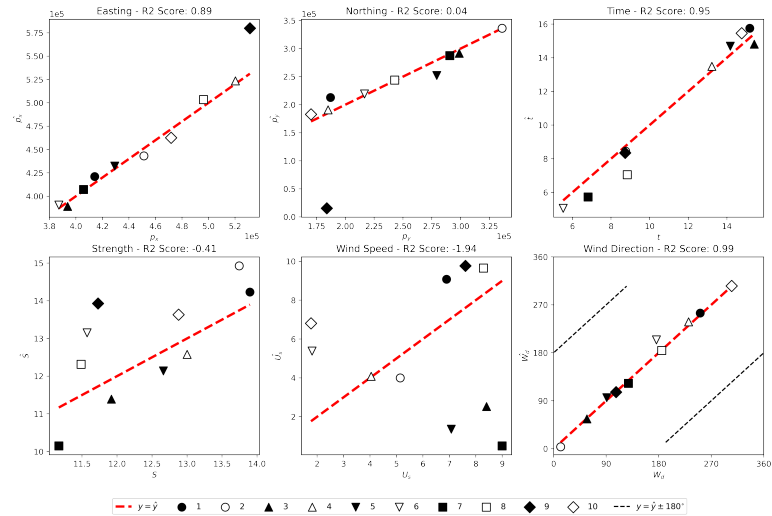 Easting - R2 Score: 0.89
Northing - R2 Score: 0.04
Time - R2 Score: 0.95
1e5
1e5
5.75
5.50
5.25
5.00
4.75
4.50
4.25
4.00
p̂ₓ
3.8 4.0 4.2 4.4 4.6 4.8 5.0 5.2
pₓ
1e5
3.5
3.0
2.5
2.0
1.5
1.0
0.5
0.0
p̂ᵧ
1.75 2.00 2.25 2.50 2.75 3.00 3.25
pᵧ
1e5
16
14
12
10
8
6
t̂
6 8 10 12 14
t
Strength - R2 Score: -0.41
Wind Speed - R2 Score: -1.94
Wind Direction - R2 Score: 0.99
15
14
13
12
11
10
Ŝ
11.5 12.0 12.5 13.0 13.5 14.0
S
10
8
6
4
2
Ûₛ
2 3 4 5 6 7 8 9
Uₛ
360
270
180
90
0
Ŵ_d
0 90 180 270 360
W_d
y = ŷ 1 2 3 4 5 6 7 8 9 10 y = ŷ ± 180°